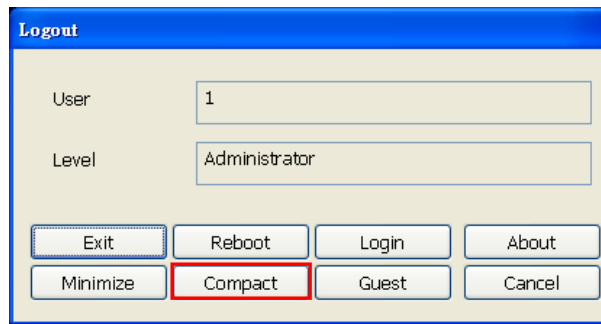 Logout
User 1
Level Administrator
Exit Reboot Login About
Minimize Compact Guest Cancel